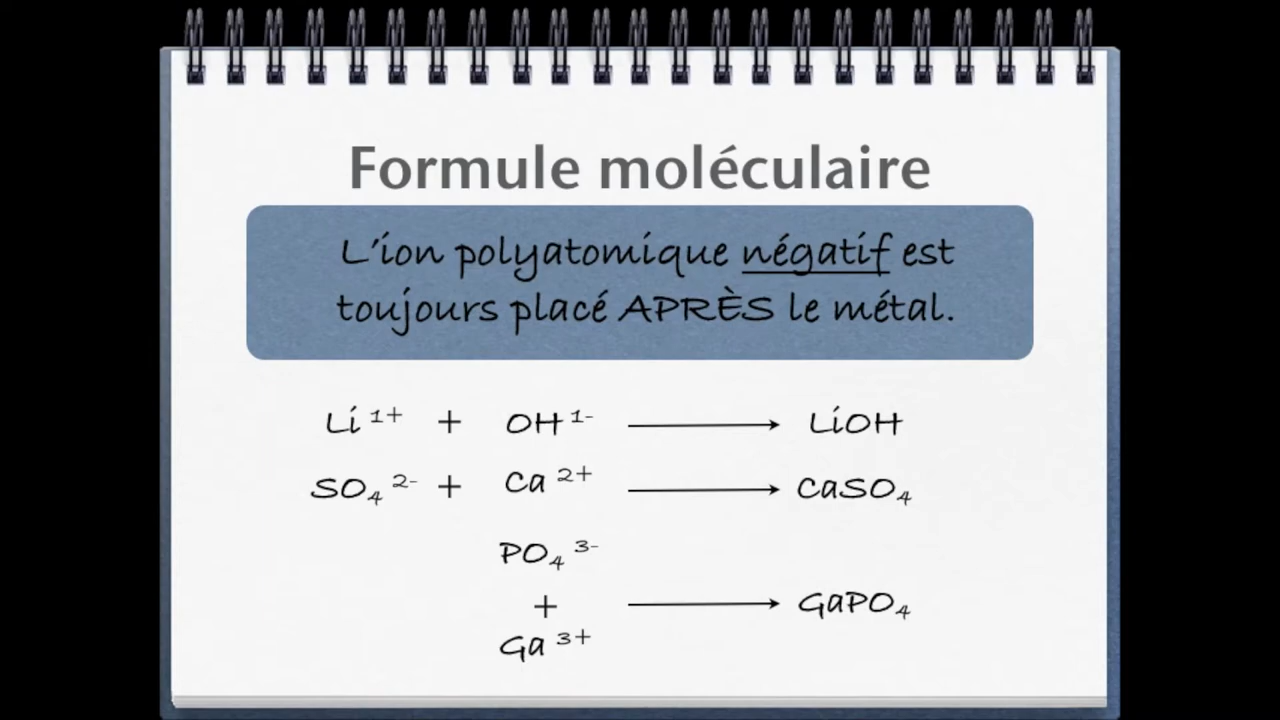 Formule moléculaire
L'ion polyatomique négatif est
toujours placé APRÈS le métal.
Li ¹⁺ + OH ¹⁻ ⟶ LiOH
SO₄ ²⁻ + Ca ²⁺ ⟶ CaSO₄
PO₄ ³⁻
+ ⟶ GaPO₄
Ga ³⁺